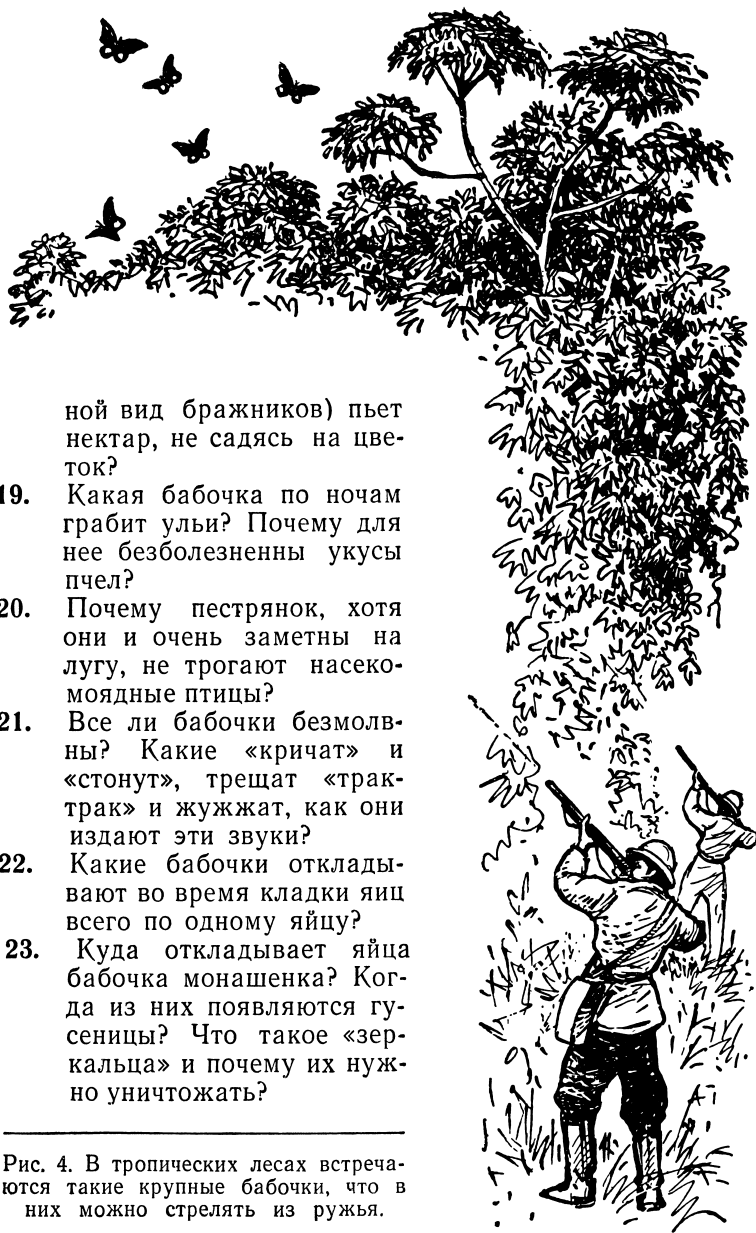 ной вид бражников) пьет
нектар, не садясь на цве-
ток?
19. Какая бабочка по ночам
грабит ульи? Почему для
нее безболезненны укусы
пчел?
20. Почему пестрянок, хотя
они и очень заметны на
лугу, не трогают насеко-
моядные птицы?
21. Все ли бабочки безмолв-
ны? Какие «кричат» и
«стонут», трещат «трак-
трак» и жужжат, как они
издают эти звуки?
22. Какие бабочки отклады-
вают во время кладки яиц
всего по одному яйцу?
23. Куда откладывает яйца
бабочка монашенка? Ког-
да из них появляются гу-
сеницы? Что такое «зер-
кальца» и почему их нуж-
но уничтожать?
Рис. 4. В тропических лесах встреча-
ются такие крупные бабочки, что в
них можно стрелять из ружья.